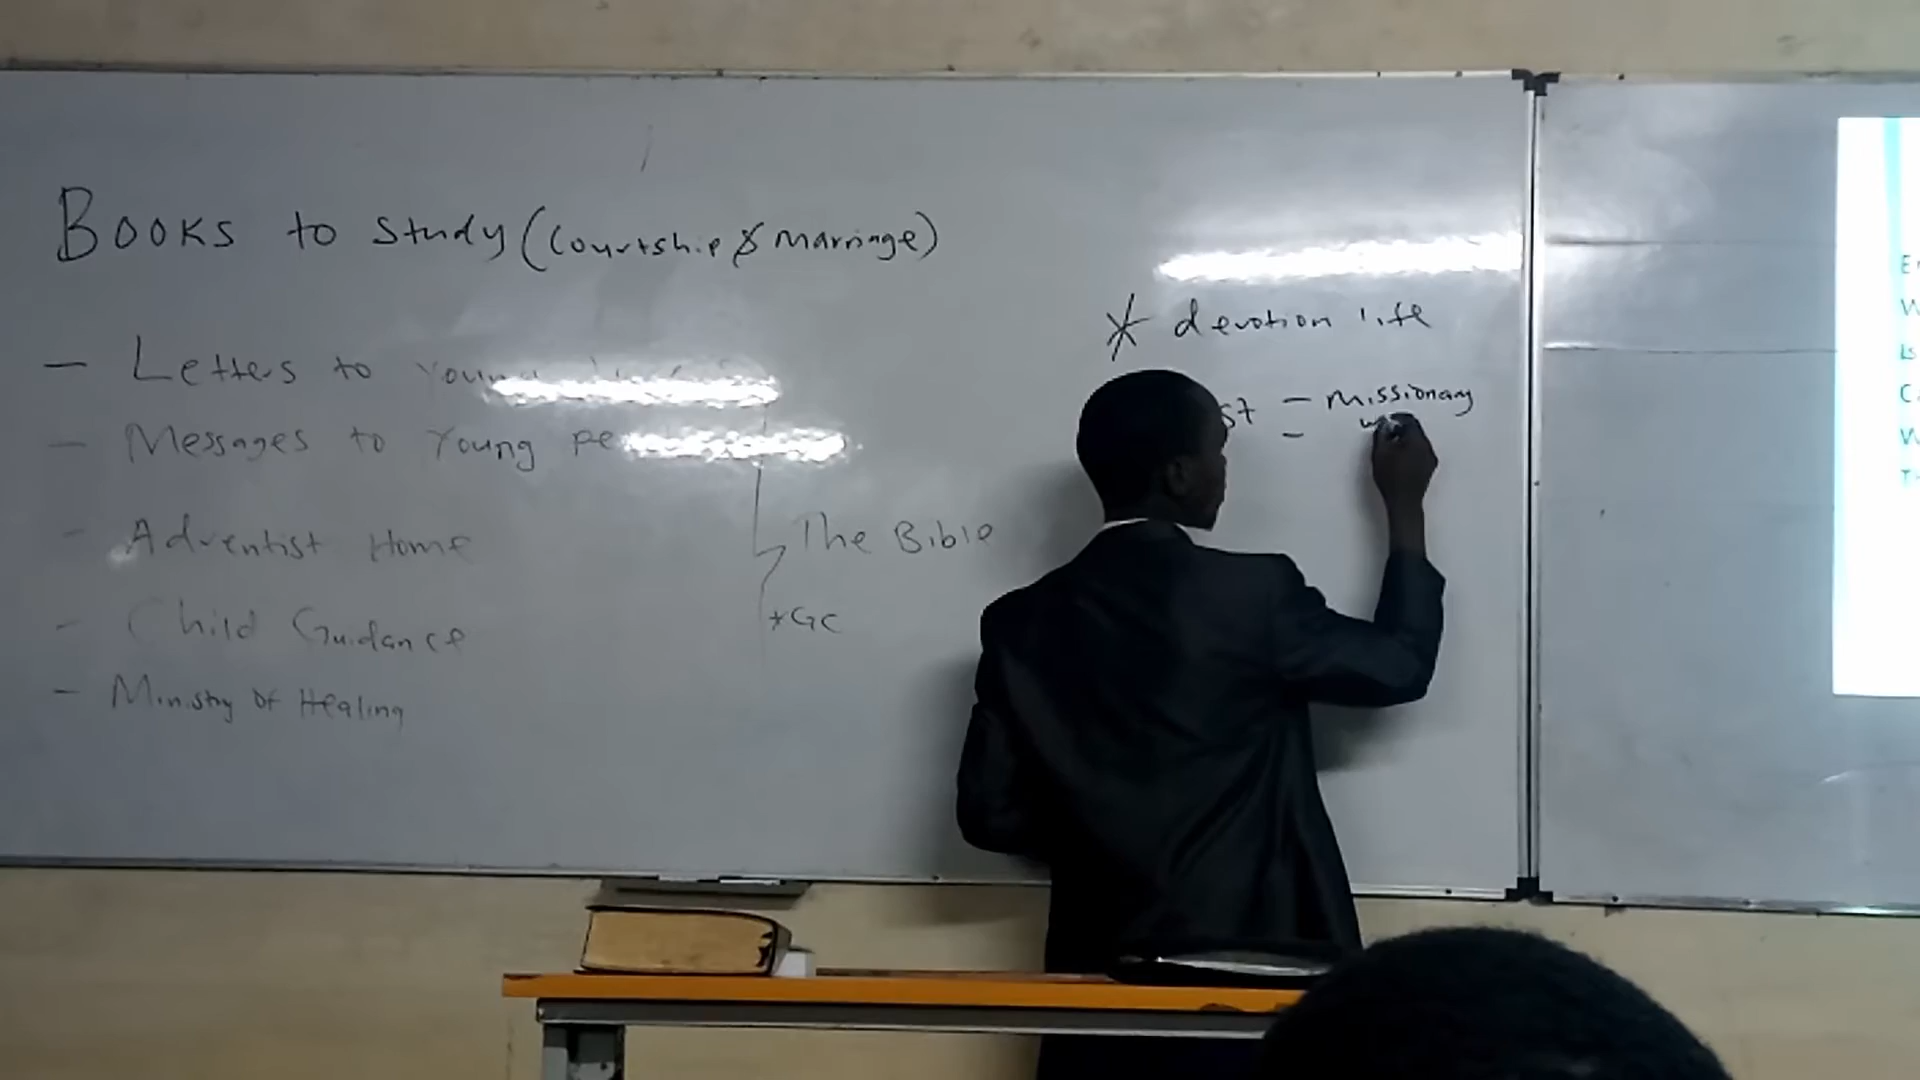 BOOKS to study (Courtship & Marriage)
- Letters to Young
- Messages to Young
- Adventist Home
- Child Guidance
- Ministry of Healing
The Bible
*GC
* devotion life
= missionary